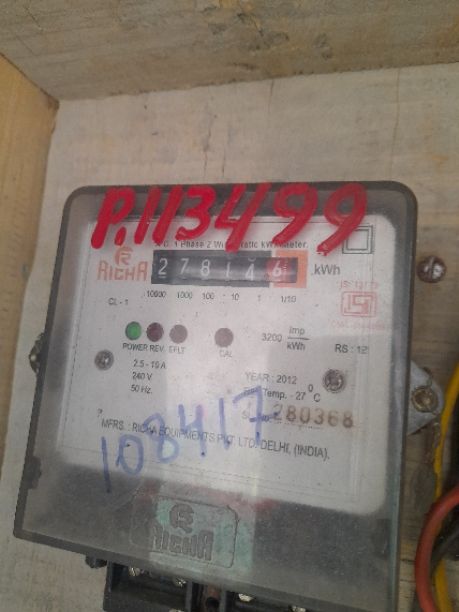 P.113499
A.C. 1 Phase 2 Wire Static kWh meter.
RICHA
278146 kWh
10000 1000 100 10 1 1/10
CL - 1
3200 imp/kWh
POWER REV. EFLT CAL
RS : 12
2.5 - 10 A
240 V
50 Hz.
YEAR : 2012
Ref. Temp. - 27°C
280368
MFRS. : RICHA EQUIPMENTS PVT. LTD. DELHI, (INDIA).
108417
R
RICHA